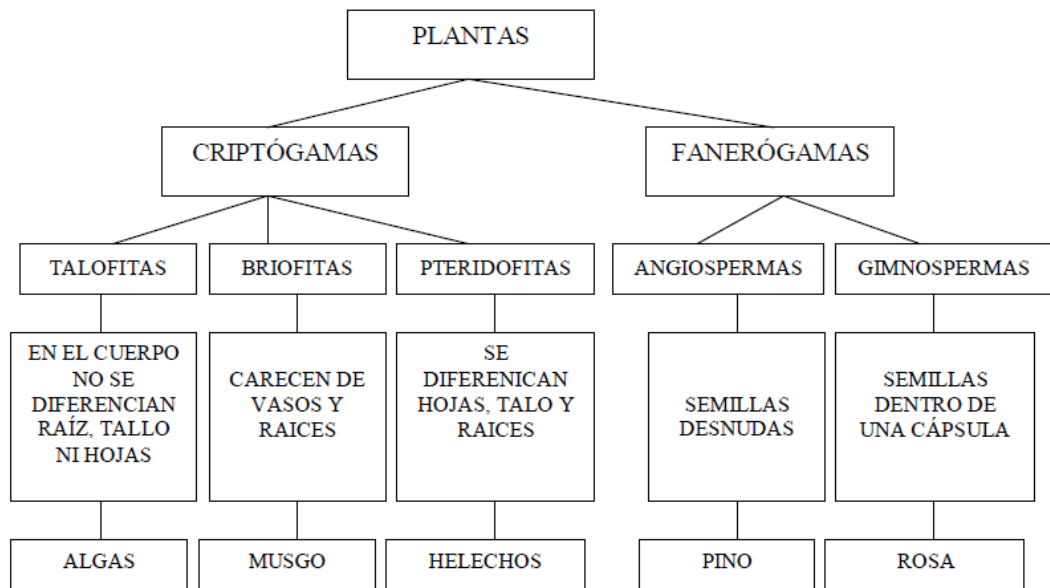 PLANTAS
CRIPTÓGAMAS
FANERÓGAMAS
TALOFITAS
BRIOFITAS
PTERIDOFITAS
ANGIOSPERMAS
GIMNOSPERMAS
EN EL CUERPO
NO SE
DIFERENCIAN
RAÍZ, TALLO
NI HOJAS
CARECEN DE
VASOS Y
RAICES
SE
DIFERENICAN
HOJAS, TALO Y
RAICES
SEMILLAS
DESNUDAS
SEMILLAS
DENTRO DE
UNA CÁPSULA
ALGAS
MUSGO
HELECHOS
PINO
ROSA